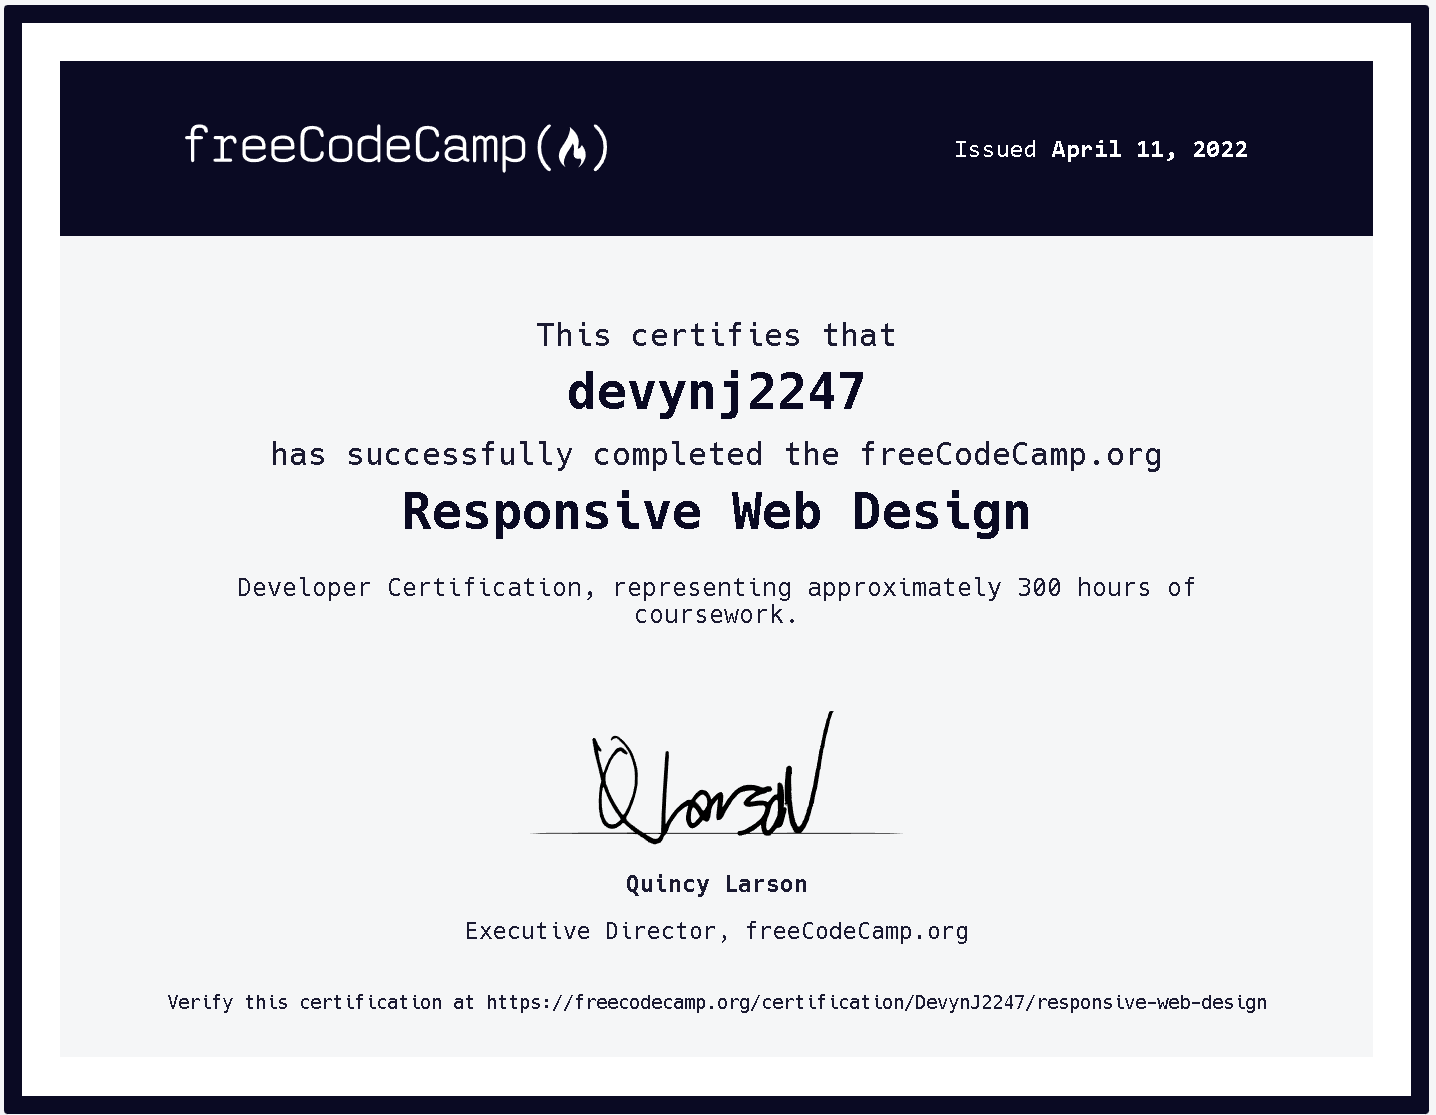 freeCodeCamp
Issued April 11, 2022
This certifies that
devynj2247
has successfully completed the freeCodeCamp.org
Responsive Web Design
Developer Certification, representing approximately 300 hours of
coursework.
Q Larson
Quincy Larson
Executive Director, freeCodeCamp.org
Verify this certification at https://freecodecamp.org/certification/DevynJ2247/responsive-web-design